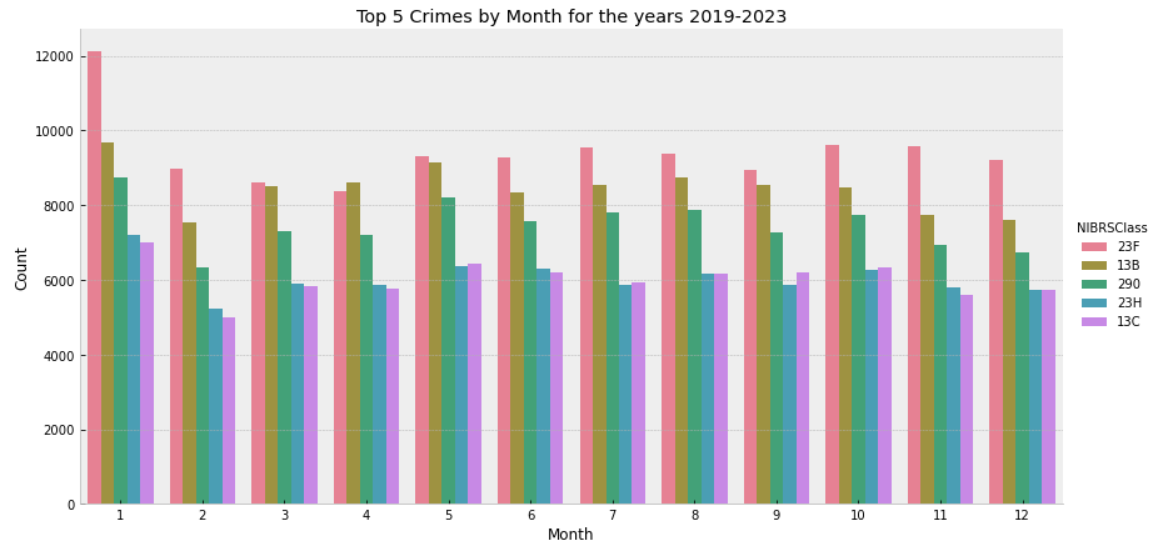 Top 5 Crimes by Month for the years 2019-2023
12000
10000
8000
6000
4000
2000
0
Count
1 2 3 4 5 6 7 8 9 10 11 12
Month
NIBRSClass
23F
13B
290
23H
13C